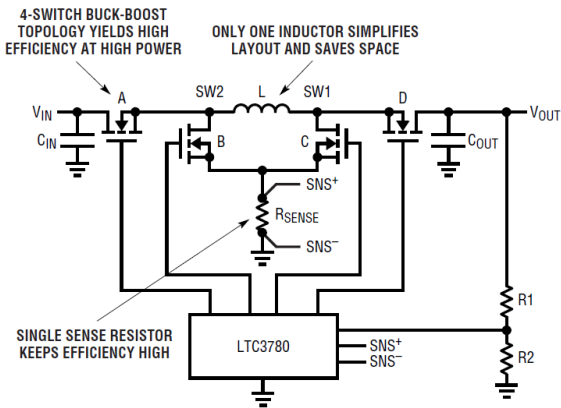 4-SWITCH BUCK-BOOST
TOPOLOGY YIELDS HIGH
EFFICIENCY AT HIGH POWER
ONLY ONE INDUCTOR SIMPLIFIES
LAYOUT AND SAVES SPACE
A
SW2
L
SW1
D
VIN
VOUT
CIN
B
C
COUT
SNS+
RSENSE
SNS–
R1
SINGLE SENSE RESISTOR
KEEPS EFFICIENCY HIGH
LTC3780
SNS+
SNS–
R2